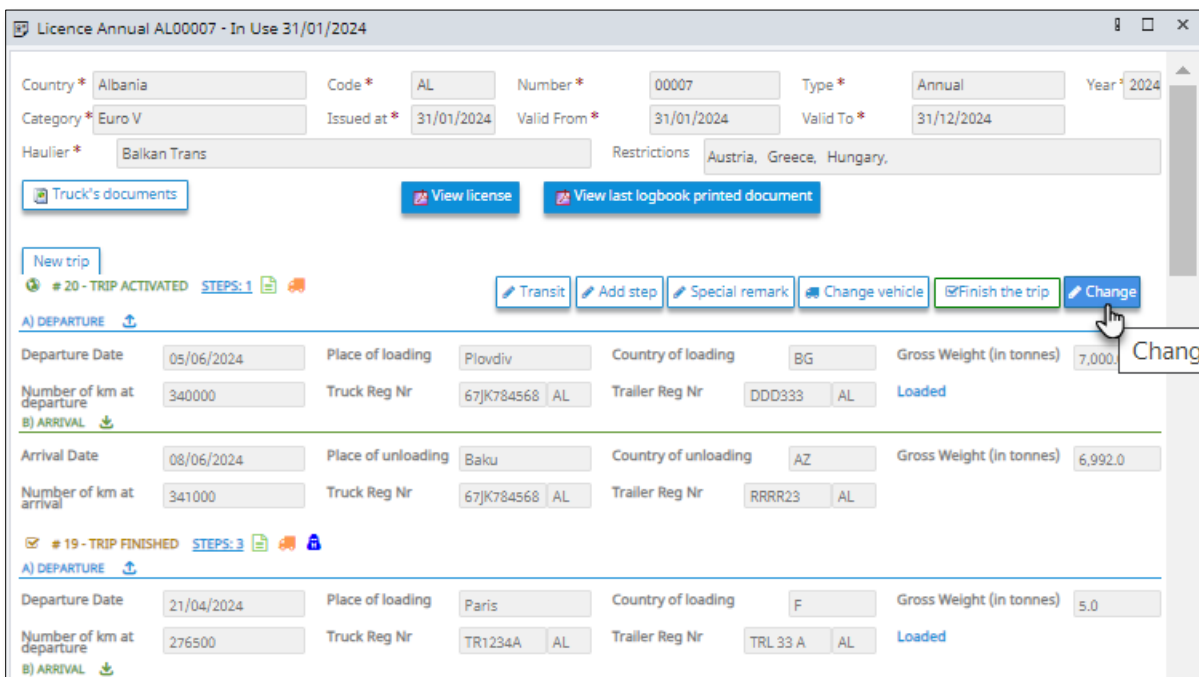 Licence Annual AL00007 - In Use 31/01/2024
Country * Albania Code * AL Number * 00007 Type * Annual Year * 2024
Category * Euro V Issued at * 31/01/2024 Valid From * 31/01/2024 Valid To * 31/12/2024
Haulier * Balkan Trans Restrictions Austria, Greece, Hungary,
Truck's documents View license View last logbook printed document
New trip
# 20 - TRIP ACTIVATED STEPS: 1 Transit Add step Special remark Change vehicle Finish the trip Change
A) DEPARTURE
Chang
Departure Date 05/06/2024 Place of loading Plovdiv Country of loading BG Gross Weight (in tonnes) 7,000.
Number of km at departure 340000 Truck Reg Nr 67JK784568 AL Trailer Reg Nr DDD333 AL Loaded
B) ARRIVAL
Arrival Date 08/06/2024 Place of unloading Baku Country of unloading AZ Gross Weight (in tonnes) 6,992.0
Number of km at arrival 341000 Truck Reg Nr 67JK784568 AL Trailer Reg Nr RRRR23 AL
# 19 - TRIP FINISHED STEPS: 3
A) DEPARTURE
Departure Date 21/04/2024 Place of loading Paris Country of loading F Gross Weight (in tonnes) 5.0
Number of km at departure 276500 Truck Reg Nr TR1234A AL Trailer Reg Nr TRL 33 A AL Loaded
B) ARRIVAL